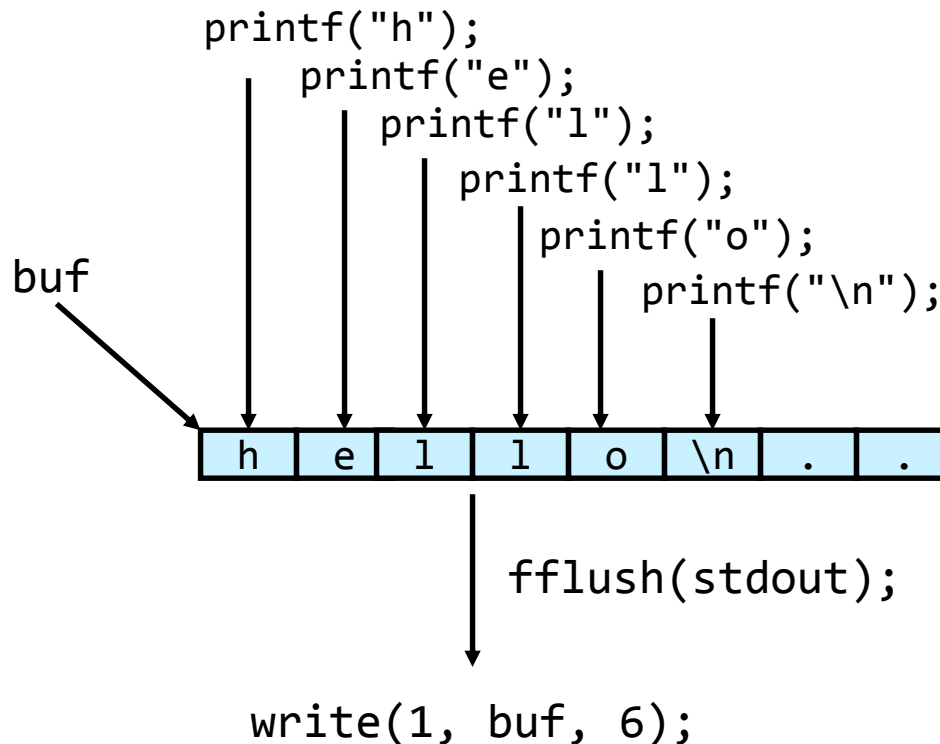 printf("h");
printf("e");
printf("l");
printf("l");
printf("o");
buf
printf("\n");
h e l l o \n . .
fflush(stdout);
write(1, buf, 6);